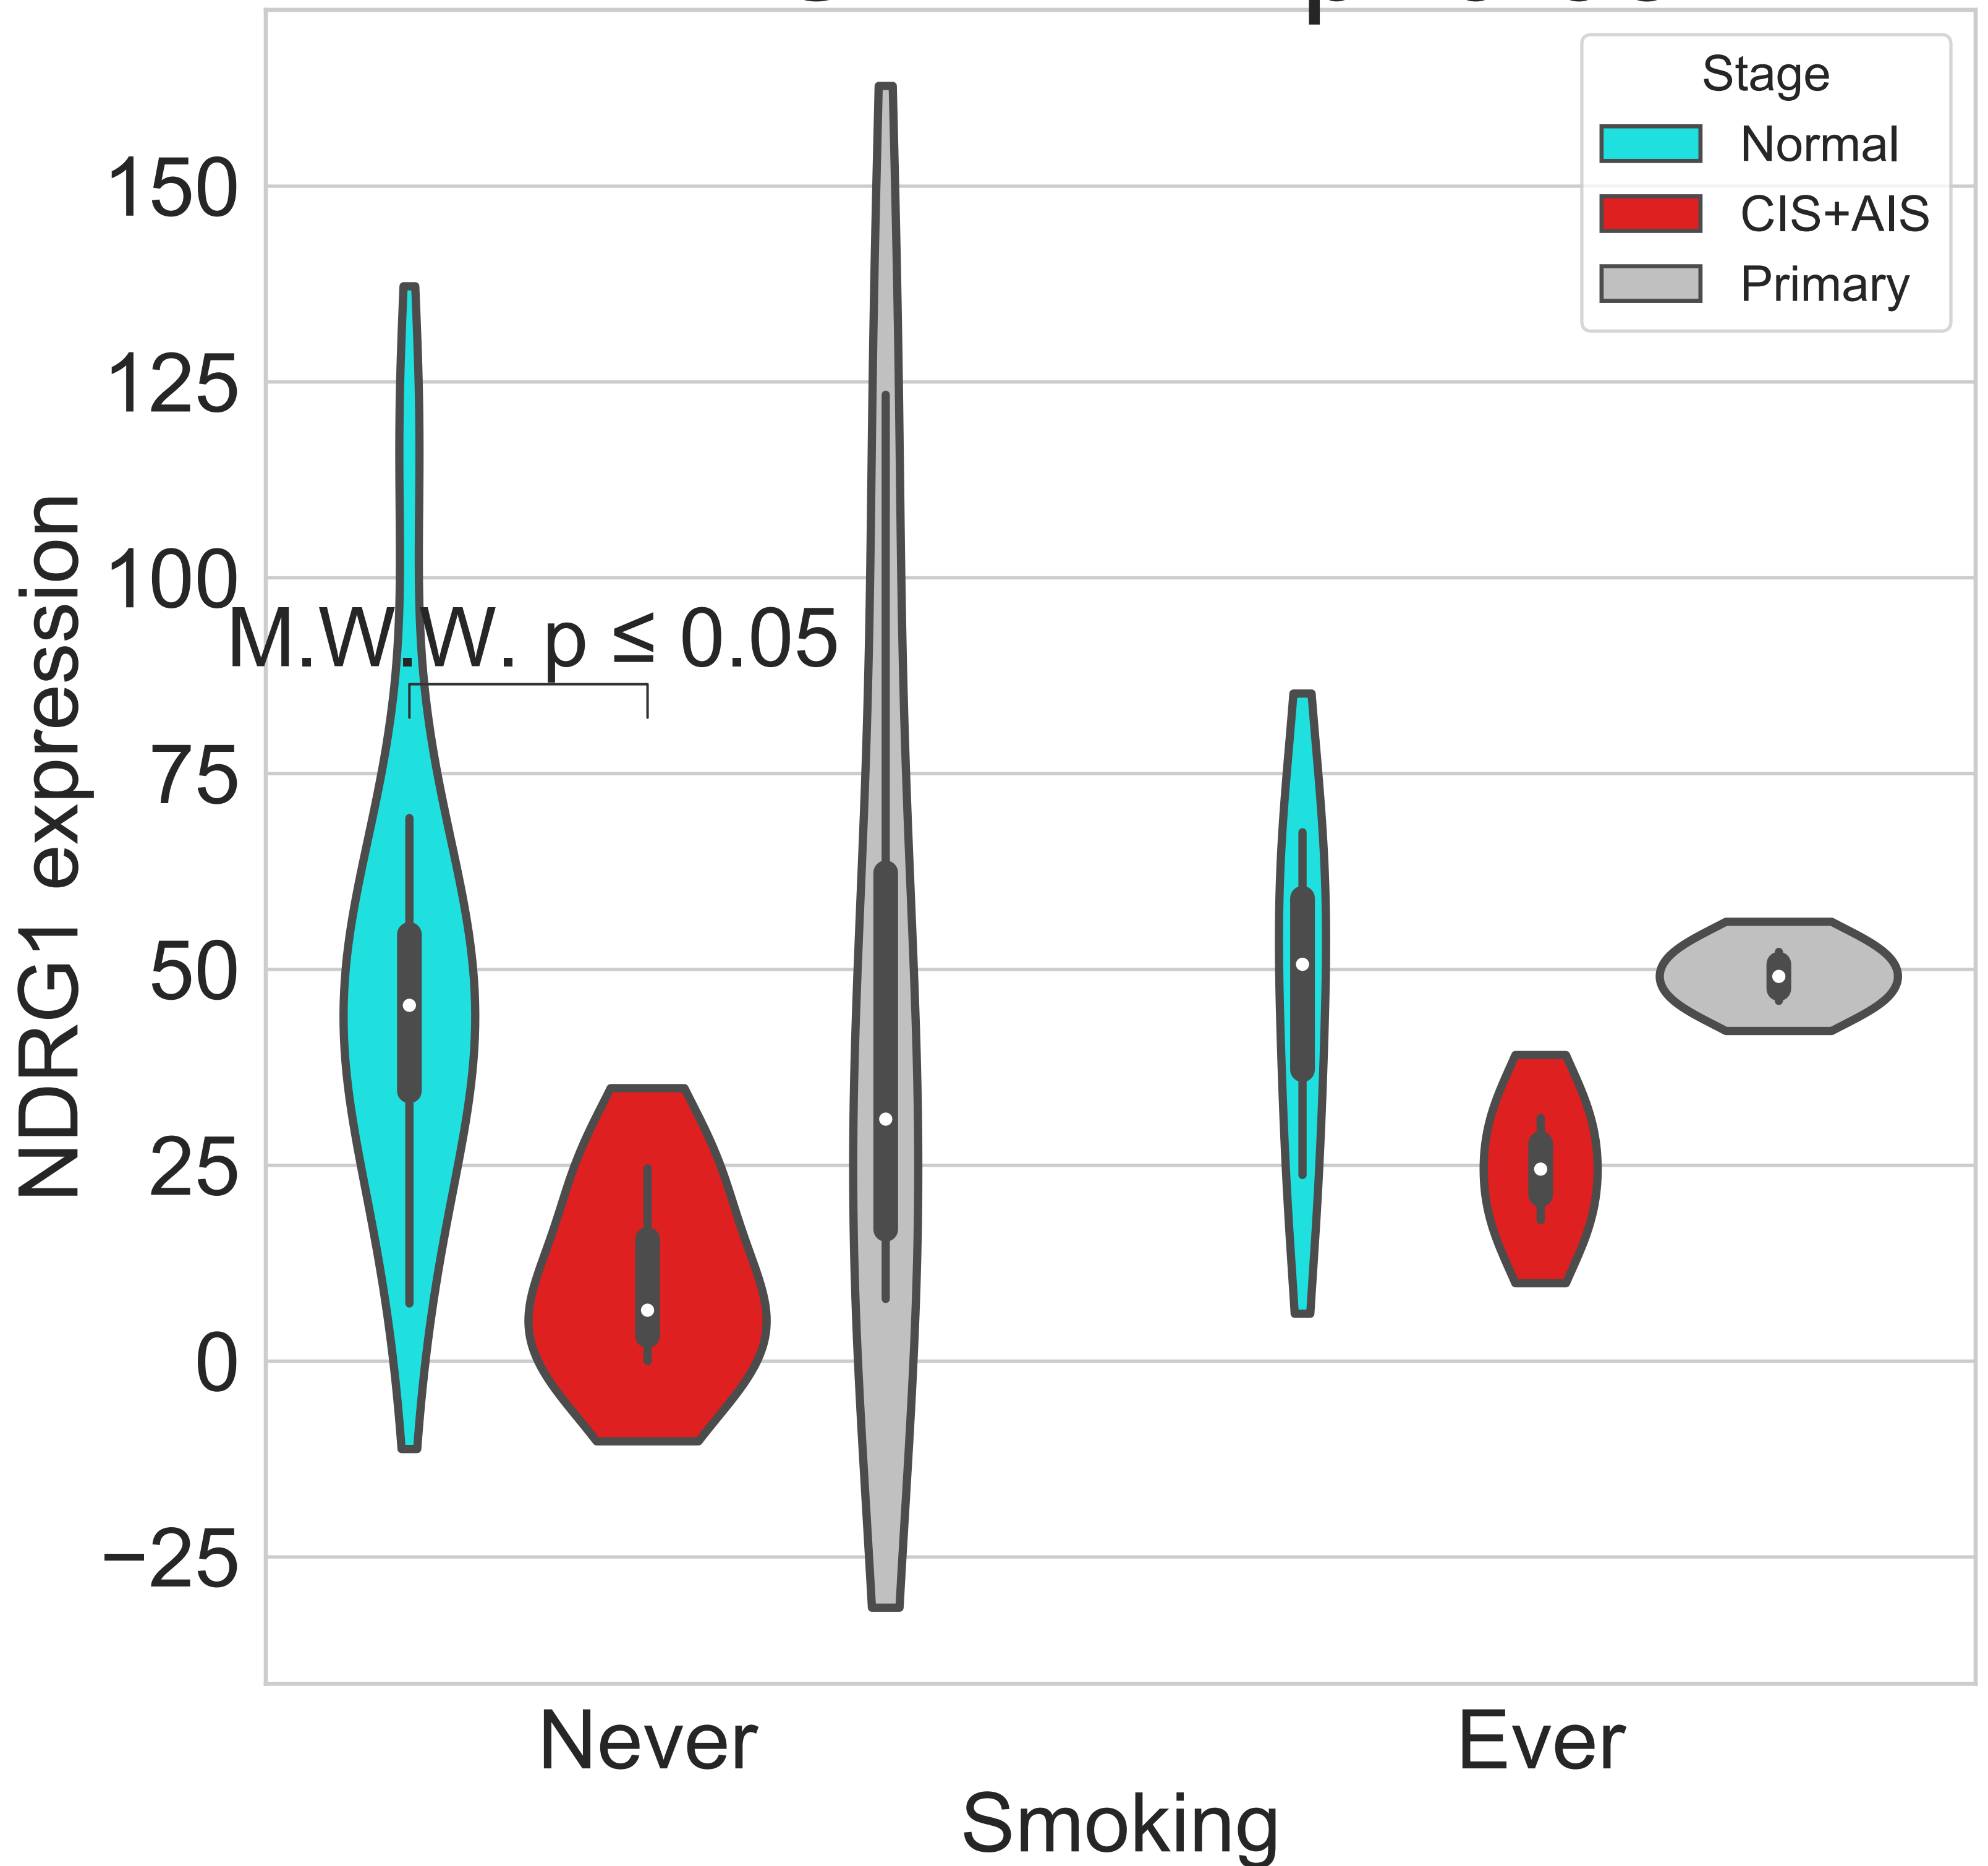 Stage
Normal
CIS+AIS
Primary
150
125
100
75
50
25
0
−25
NDRG1 expression
M.W.W. p ≤ 0.05
Never
Ever
Smoking